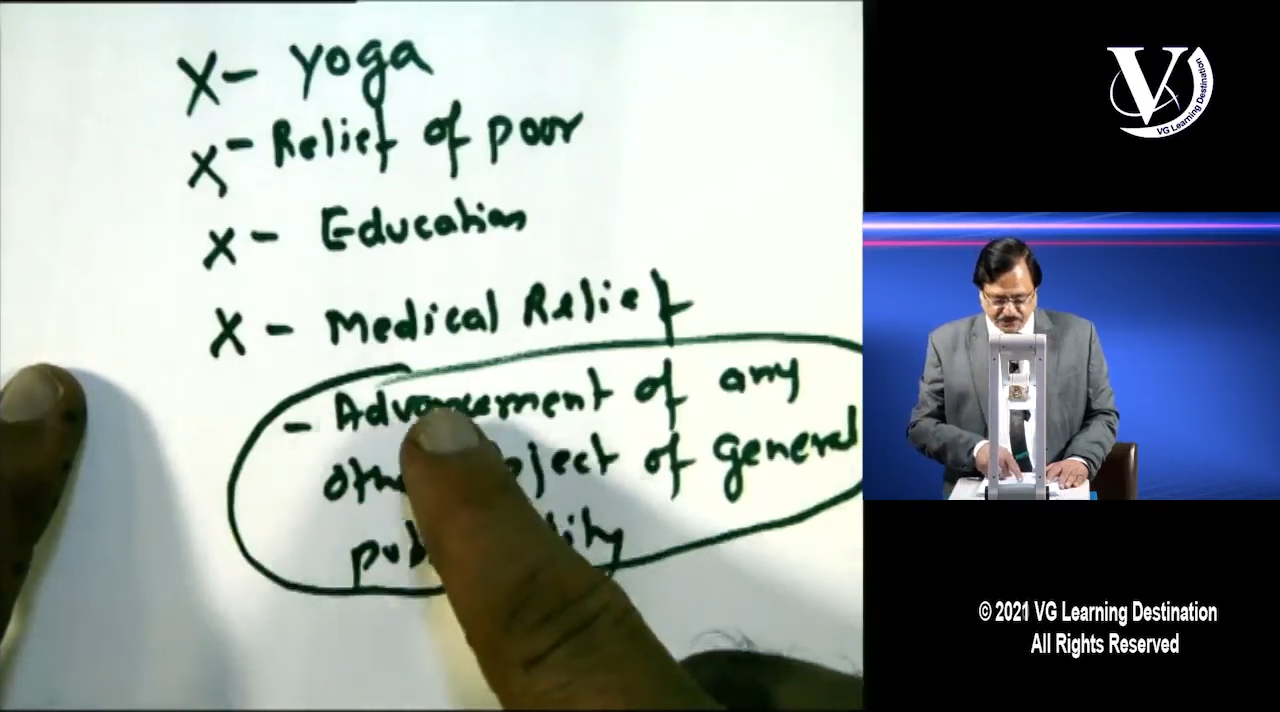 X - Yoga
X - Relief of poor
X - Education
X - Medical Relief
- Advancement of any
of general
VG Learning Destination
© 2021 VG Learning Destination
All Rights Reserved